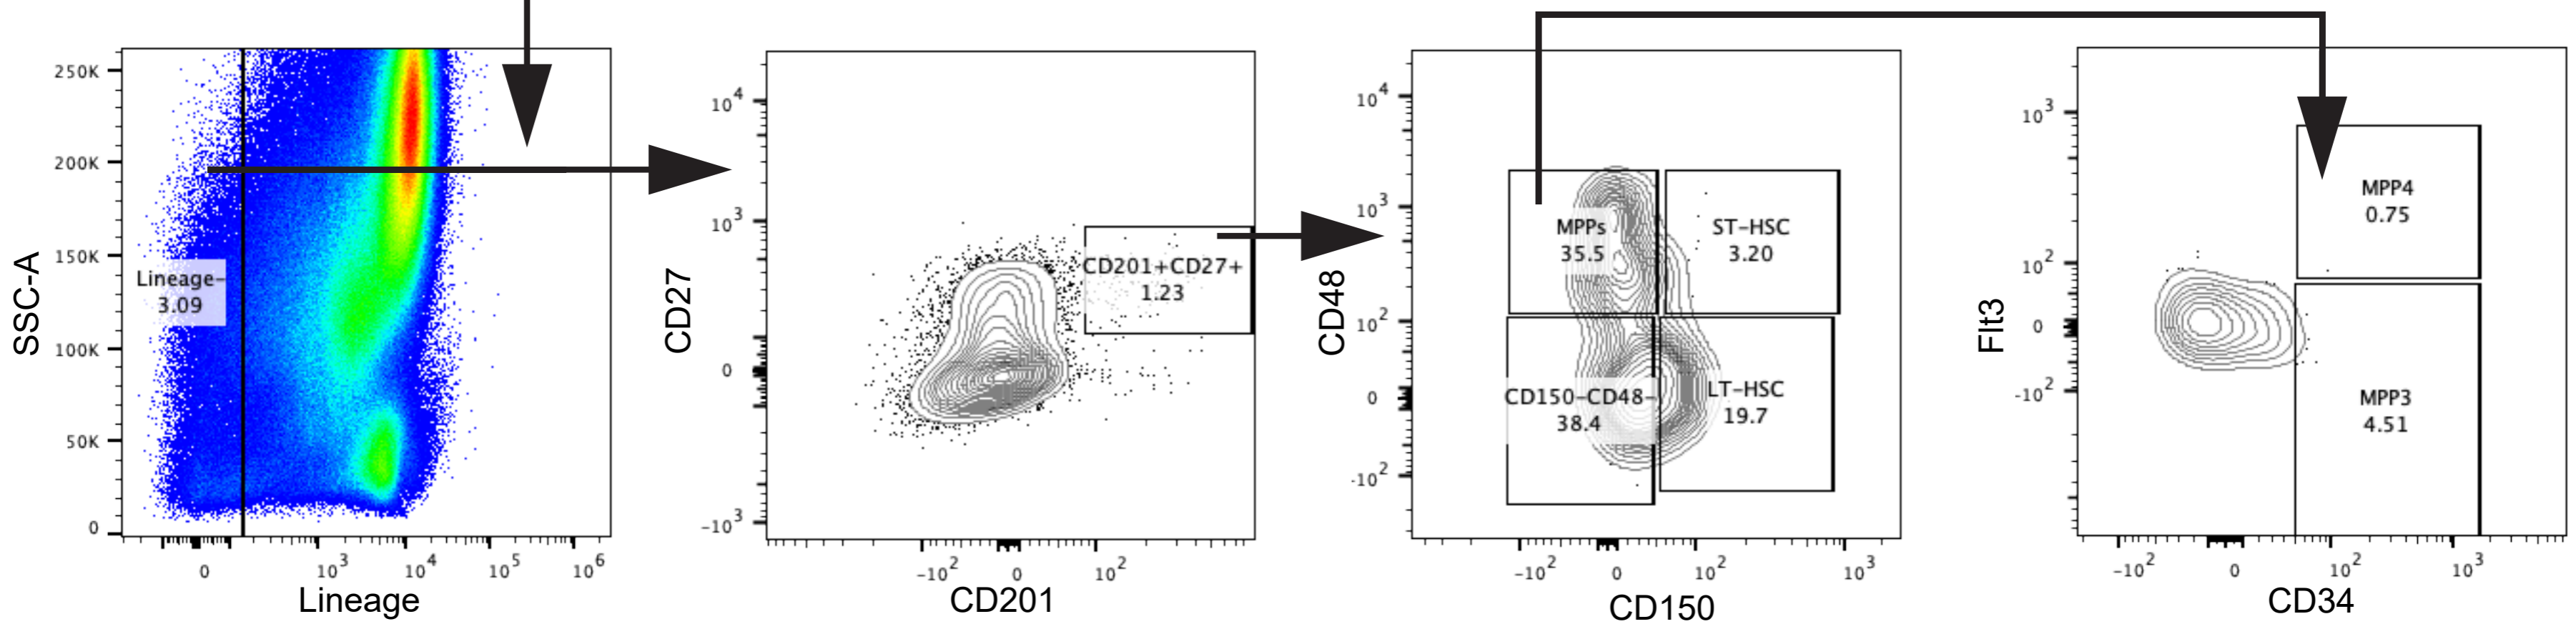 250K
200K
150K
100K
50K
0
SSC-A
Lineage-
3.09
0
10^3
10^4
10^5
10^6
Lineage
10^4
10^3
0
-10^3
CD27
CD201+CD27+
1.23
-10^2
0
10^2
CD201
10^4
10^3
10^2
0
-10^2
CD48
MPPs
35.5
ST-HSC
3.20
CD150-CD48-
38.4
LT-HSC
19.7
-10^2
0
10^2
10^3
CD150
10^3
10^2
0
-10^2
Flt3
MPP4
0.75
MPP3
4.51
-10^2
0
10^2
10^3
CD34